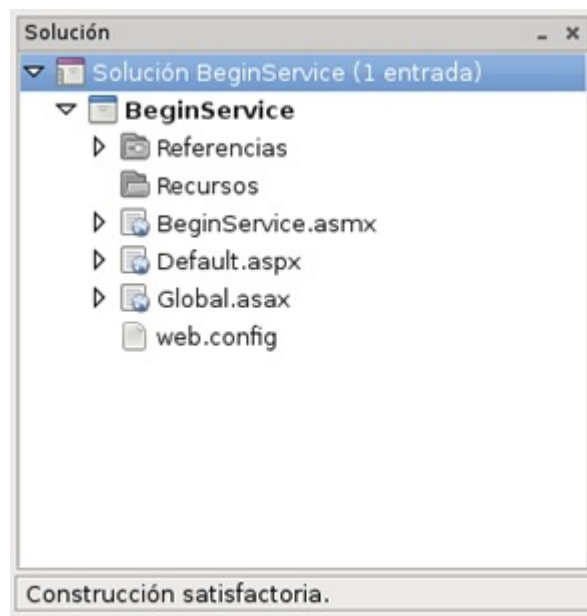 Solución
Solución BeginService (1 entrada)
BeginService
Referencias
Recursos
BeginService.asmx
Default.aspx
Global.asax
web.config
Construcción satisfactoria.